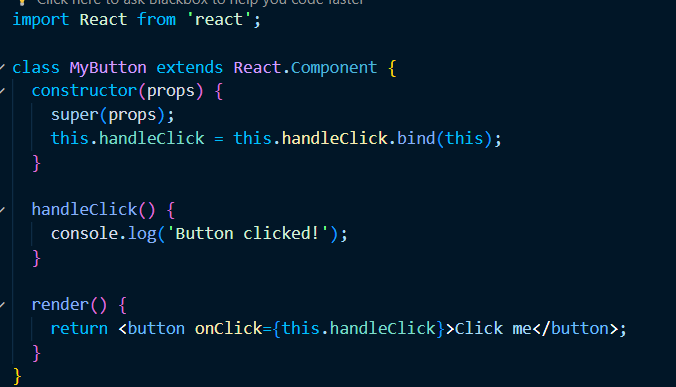 Click here to ask Blackbox to help you code faster
import React from 'react';
class MyButton extends React.Component {
constructor(props) {
super(props);
this.handleClick = this.handleClick.bind(this);
}
handleClick() {
console.log('Button clicked!');
}
render() {
return <button onClick={this.handleClick}>Click me</button>;
}
}